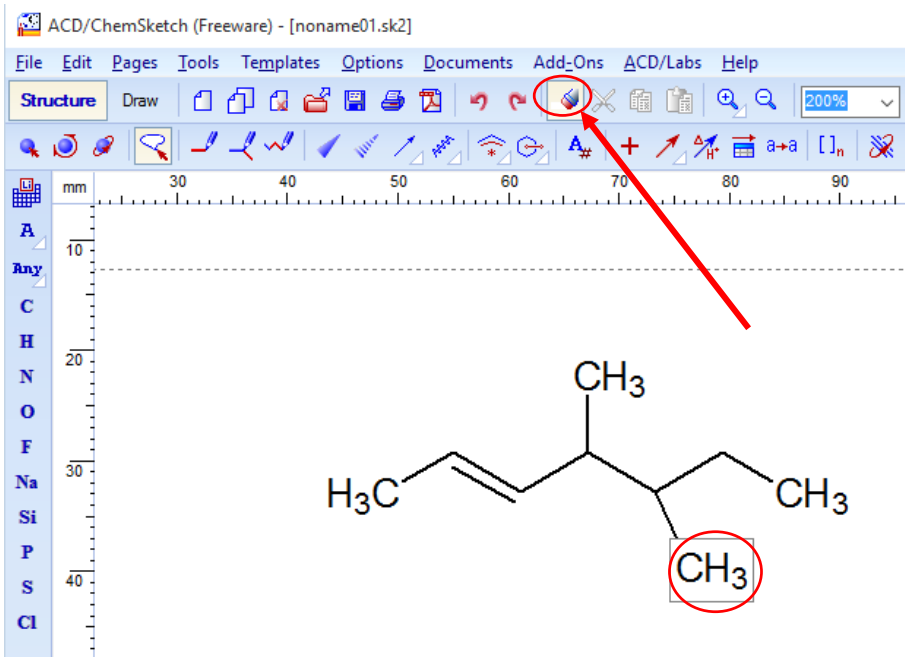 ACD/ChemSketch (Freeware) - [noname01.sk2]
File Edit Pages Tools Templates Options Documents Add-Ons ACD/Labs Help
Structure Draw 200%
* A# + Δ H+ a→a []n
Li mm 30 40 50 60 70 80 90
A
10
Any
C
H
20
N
O
F
30
Na
Si
P
40
S
Cl
CH3
H3C
CH3
CH3